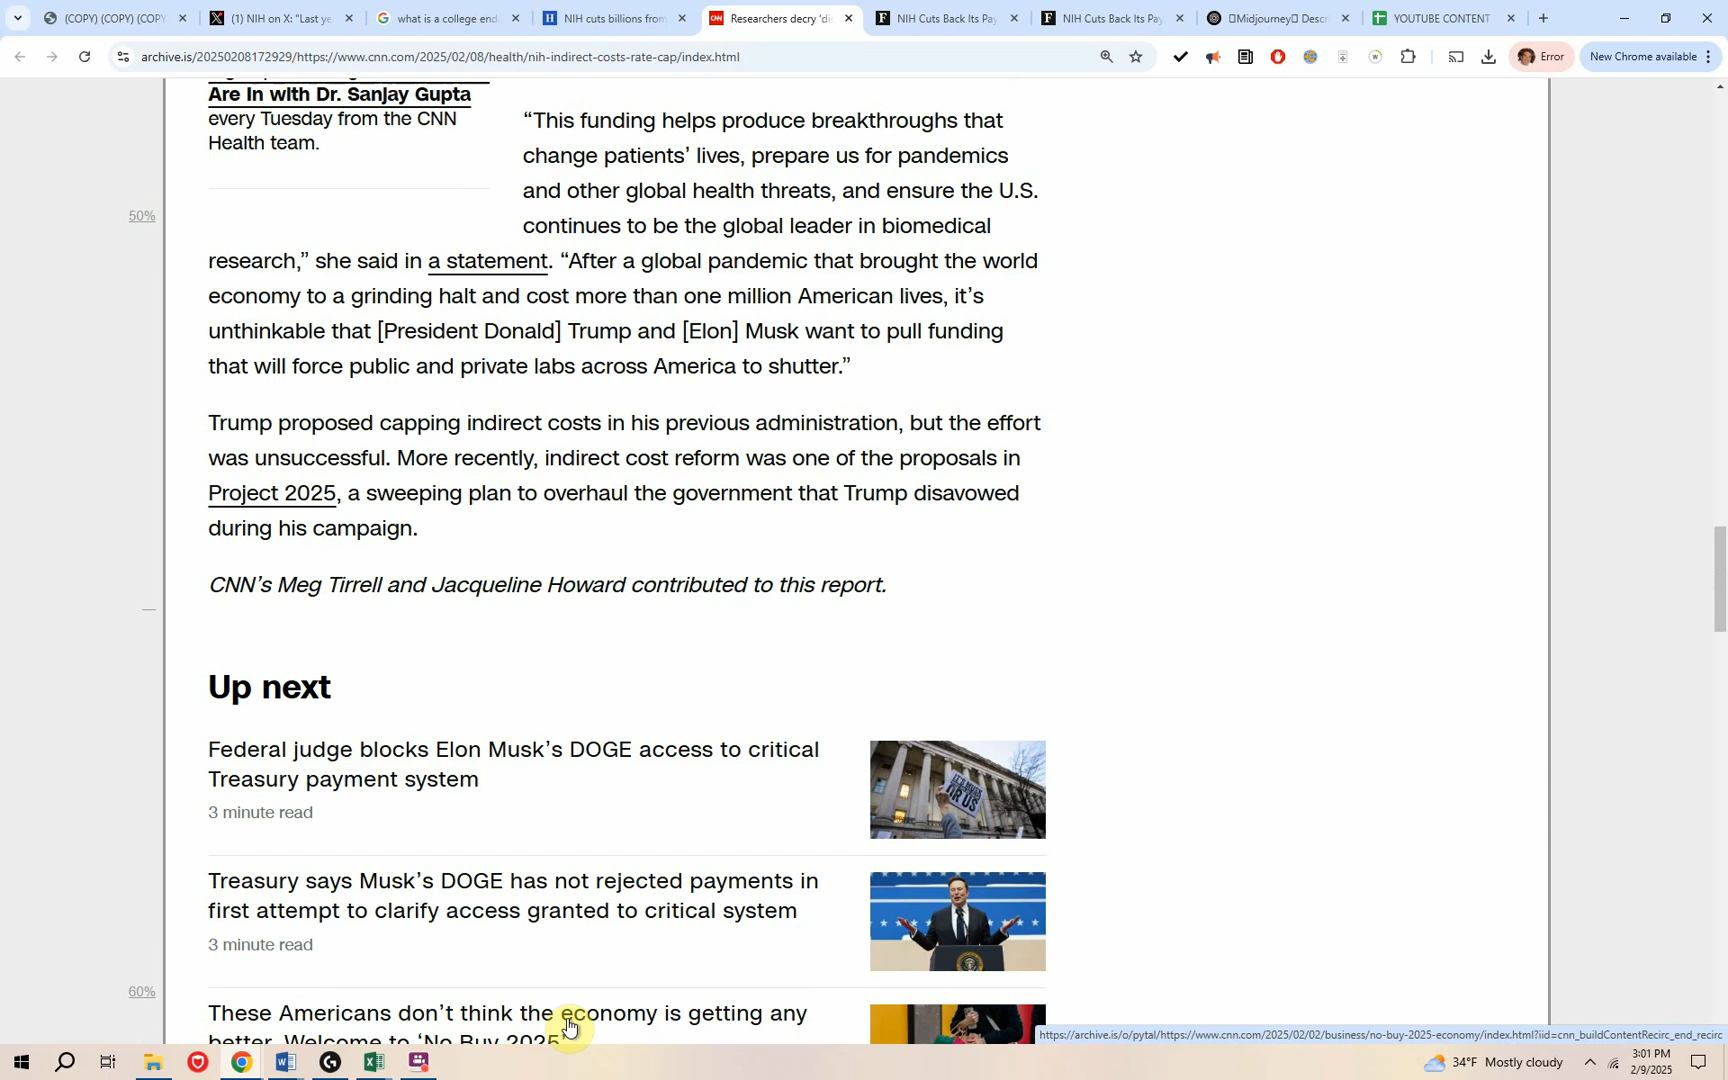 (COPY) (COPY) (COPY
(1) NIH on X: "Last ye
what is a college end
NIH cuts billions from
Researchers decry 'di
NIH Cuts Back Its Pay
NIH Cuts Back Its Pay
Midjourney Descr
YOUTUBE CONTENT
archive.is/20250208172929/https://www.cnn.com/2025/02/08/health/nih-indirect-costs-rate-cap/index.html
Error
New Chrome available
Are In with Dr. Sanjay Gupta
every Tuesday from the CNN
Health team.
50%
“This funding helps produce breakthroughs that
change patients’ lives, prepare us for pandemics
and other global health threats, and ensure the U.S.
continues to be the global leader in biomedical
research,” she said in a statement. “After a global pandemic that brought the world
economy to a grinding halt and cost more than one million American lives, it’s
unthinkable that [President Donald] Trump and [Elon] Musk want to pull funding
that will force public and private labs across America to shutter.”
Trump proposed capping indirect costs in his previous administration, but the effort
was unsuccessful. More recently, indirect cost reform was one of the proposals in
Project 2025, a sweeping plan to overhaul the government that Trump disavowed
during his campaign.
CNN’s Meg Tirrell and Jacqueline Howard contributed to this report.
Up next
Federal judge blocks Elon Musk’s DOGE access to critical
Treasury payment system
3 minute read
OR US
Treasury says Musk’s DOGE has not rejected payments in
first attempt to clarify access granted to critical system
3 minute read
60%
These Americans don’t think the economy is getting any
better. Welcome to ‘No Buy 2025’
https://archive.is/o/pytal/https://www.cnn.com/2025/02/02/business/no-buy-2025-economy/index.html?iid=cnn_buildContentRecirc_end_recirc
34°F Mostly cloudy
3:01 PM
2/9/2025